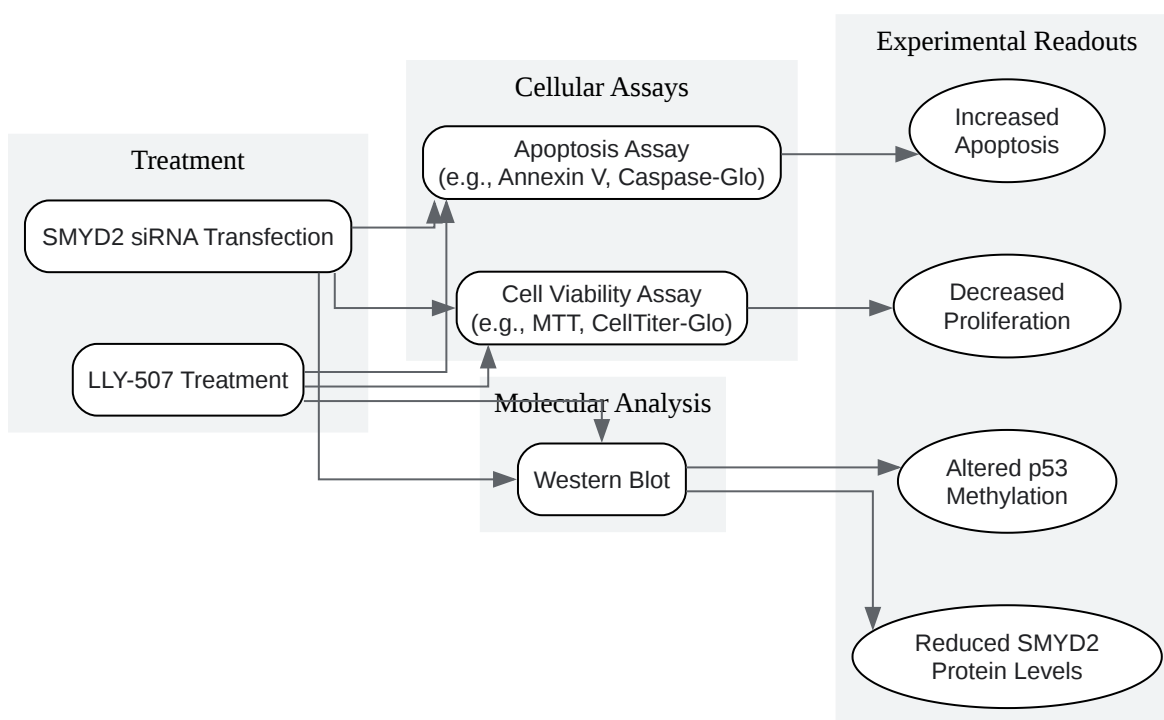 Treatment
SMYD2 siRNA Transfection
LLY-507 Treatment
Cellular Assays
Apoptosis Assay
(e.g., Annexin V, Caspase-Glo)
Cell Viability Assay
(e.g., MTT, CellTiter-Glo)
Molecular Analysis
Western Blot
Experimental Readouts
Increased
Apoptosis
Decreased
Proliferation
Altered p53
Methylation
Reduced SMYD2
Protein Levels